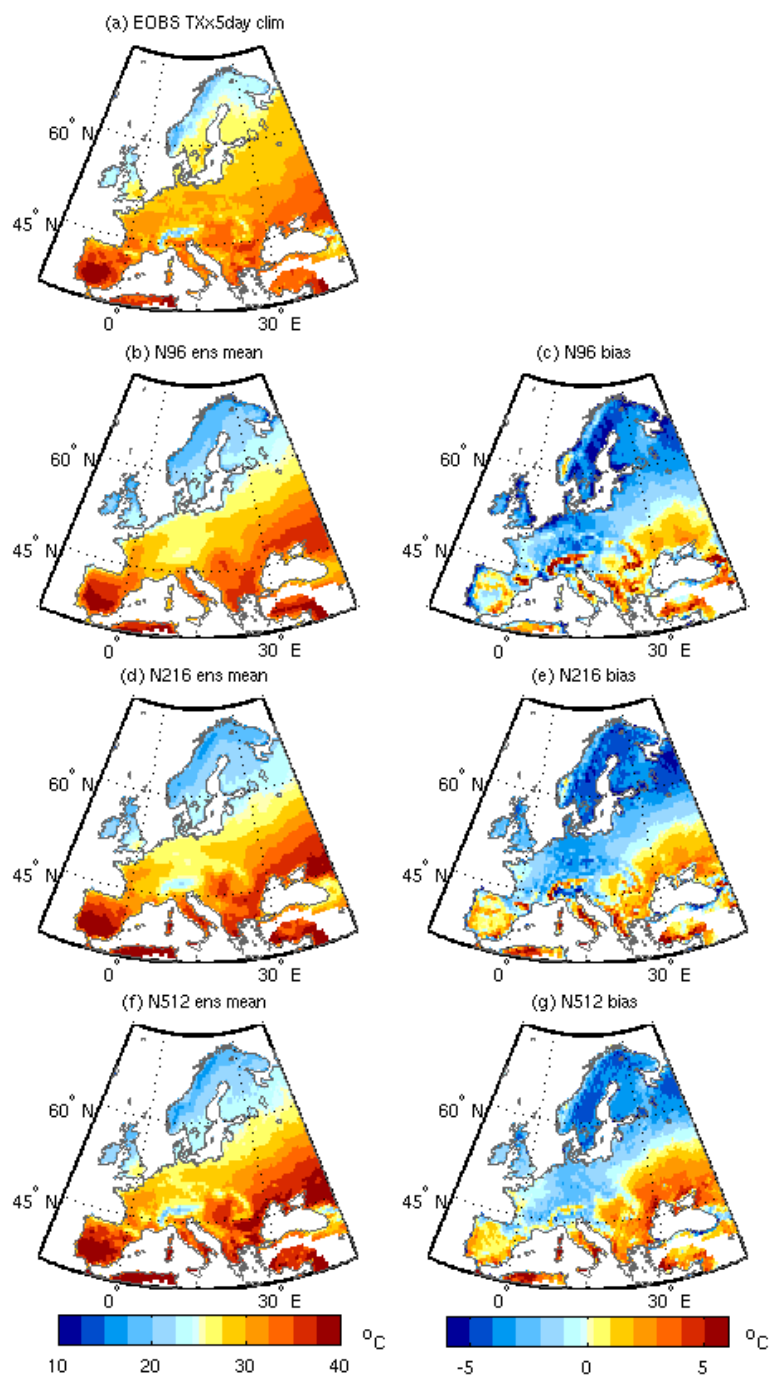 (a) EOBS TXx5day clim
60° N
45° N
0° 30° E
(b) N96 ens mean
60° N
45° N
0° 30° E
(c) N96 bias
60° N
45° N
0° 30° E
(d) N216 ens mean
60° N
45° N
0° 30° E
(e) N216 bias
60° N
45° N
0° 30° E
(f) N512 ens mean
60° N
45° N
0° 30° E
(g) N512 bias
60° N
45° N
0° 30° E
10 20 30 40 °C
-5 0 5 °C